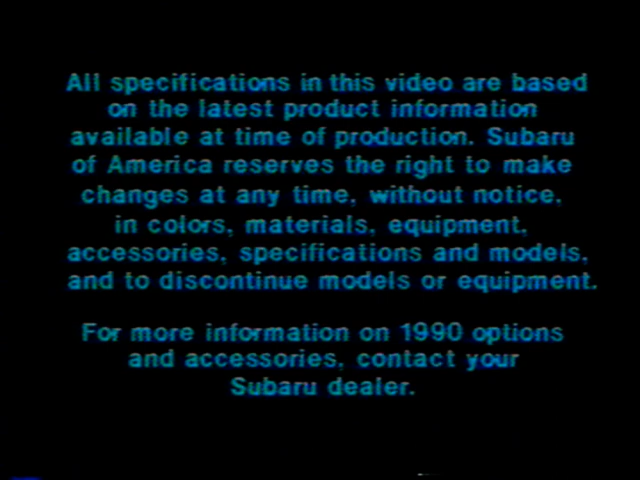 All specifications in this video are based
on the latest product information
available at time of production. Subaru
of America reserves the right to make
changes at any time, without notice,
in colors, materials, equipment,
accessories, specifications and models,
and to discontinue models or equipment.
For more information on 1990 options
and accessories, contact your
Subaru dealer.